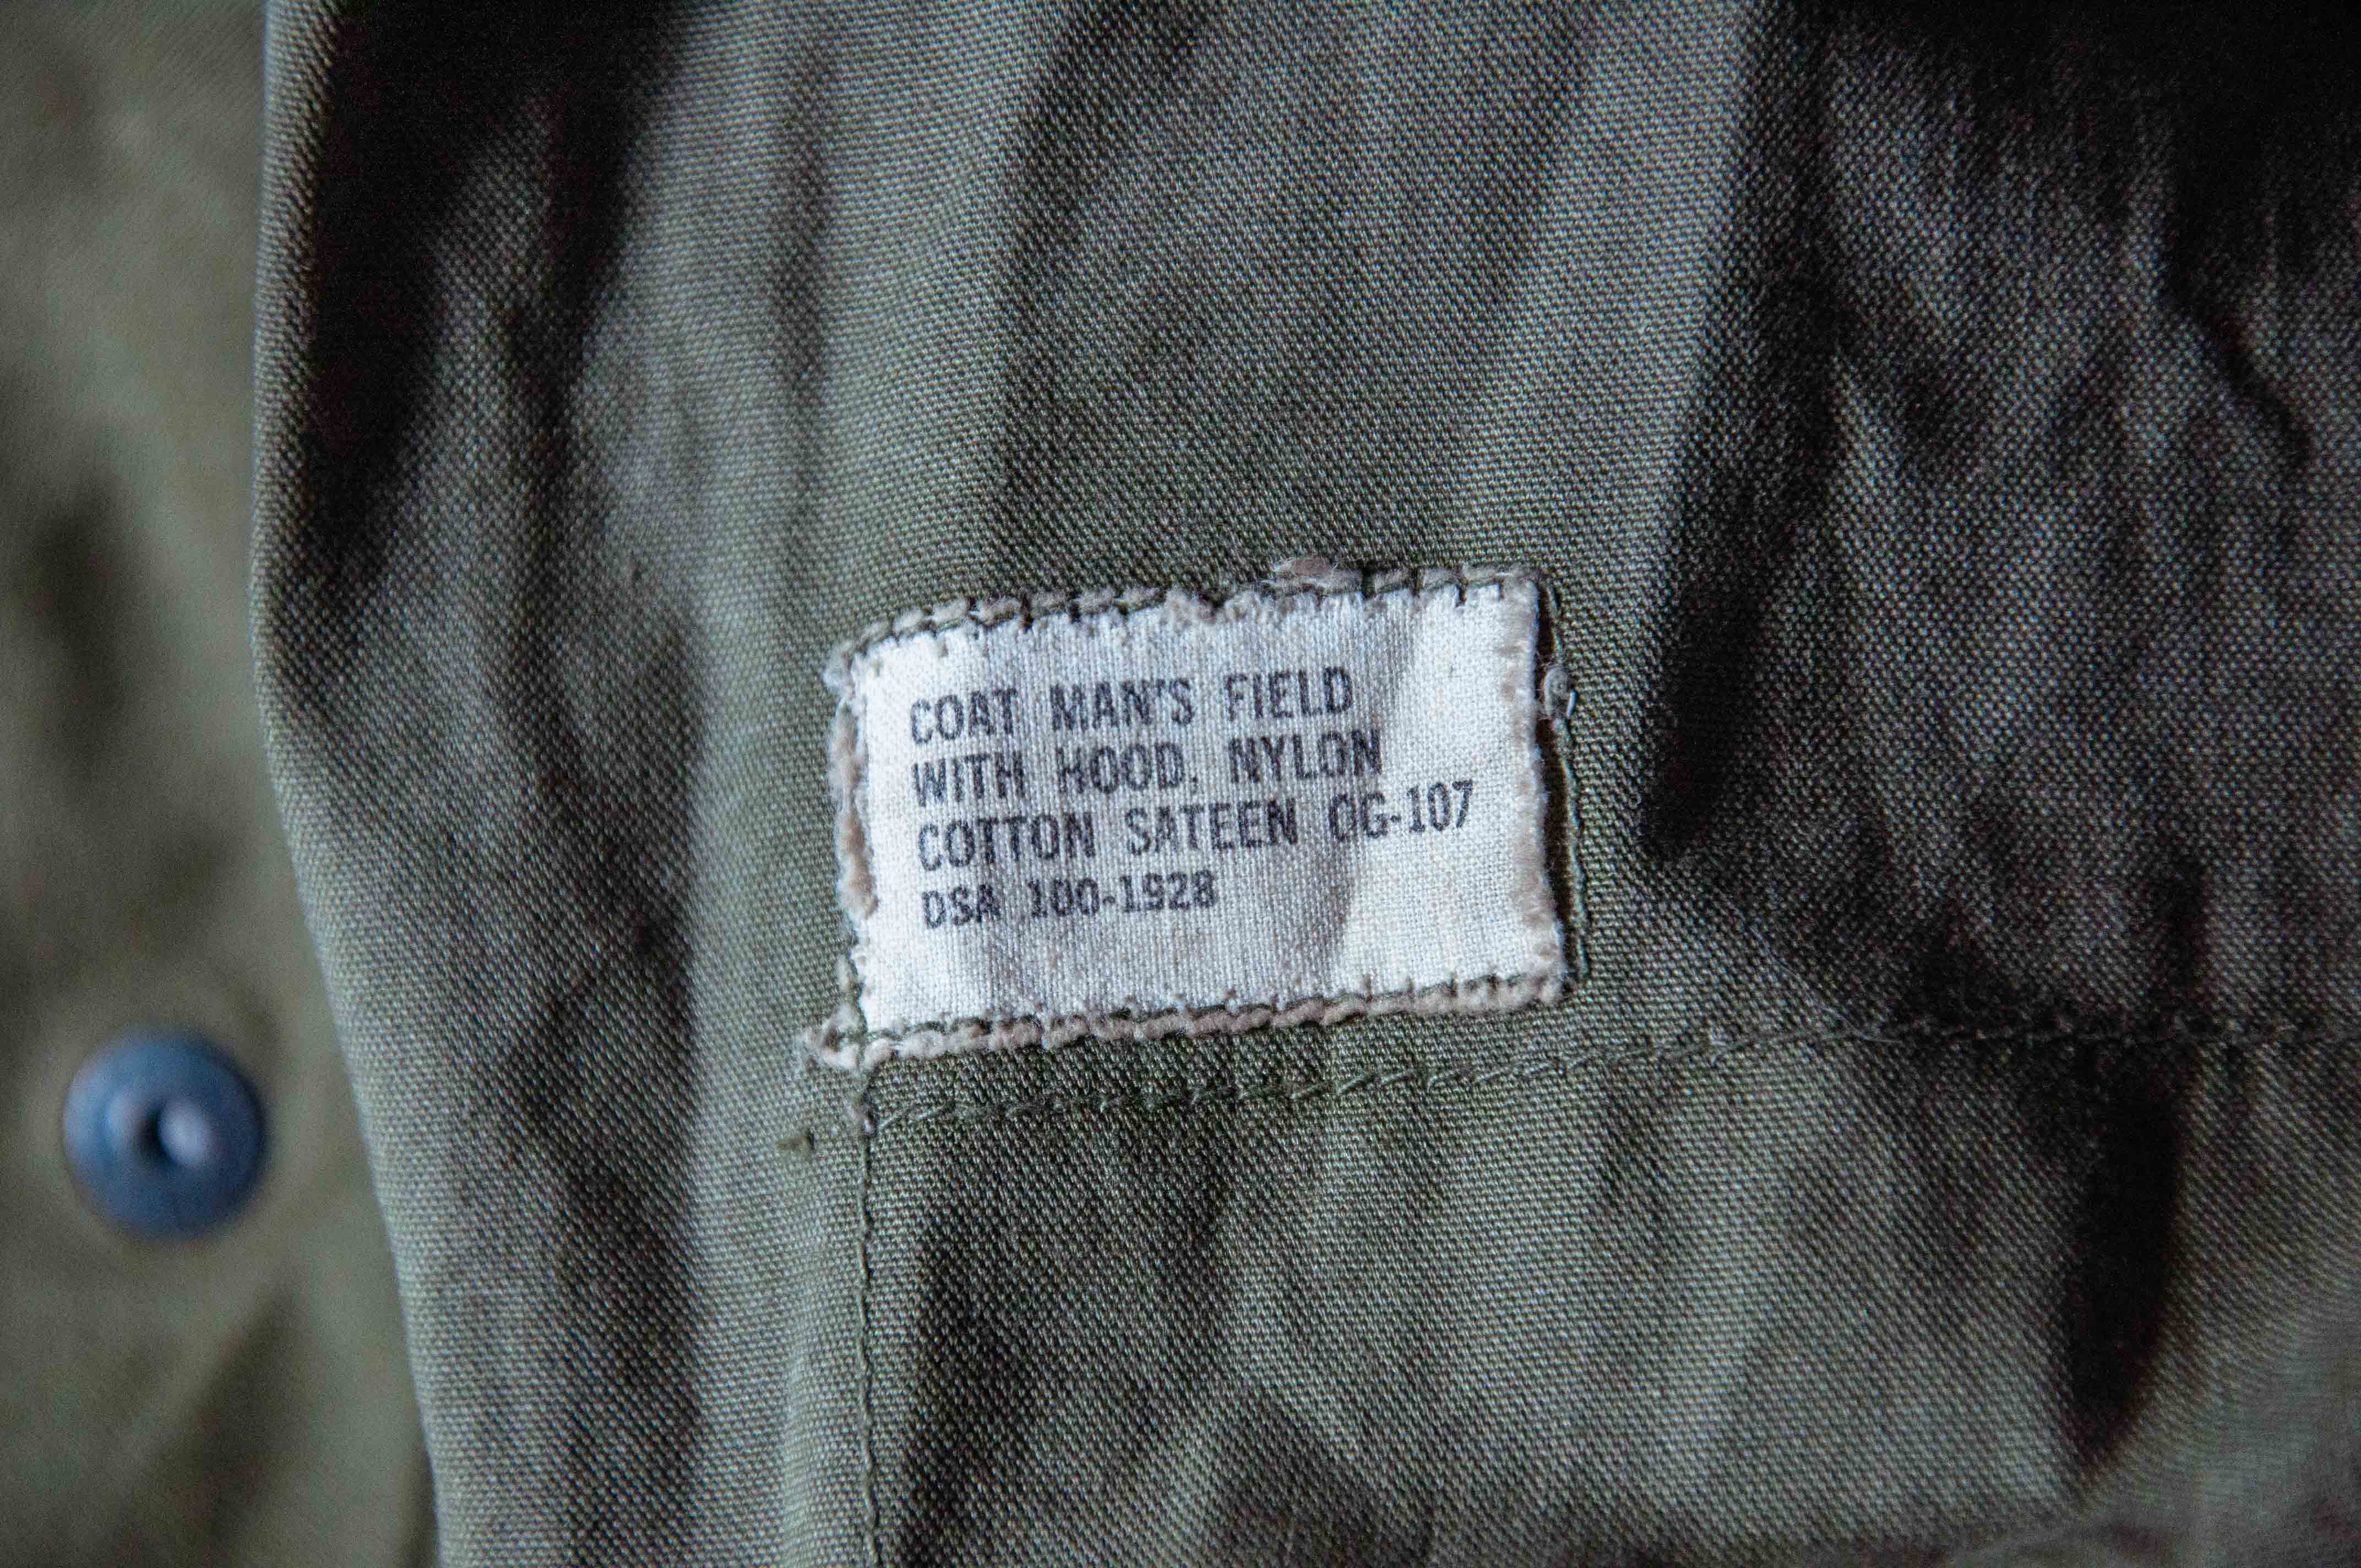 COAT MAN'S FIELD
WITH HOOD, NYLON
COTTON SATEEN OG-107
DSA 100-1928